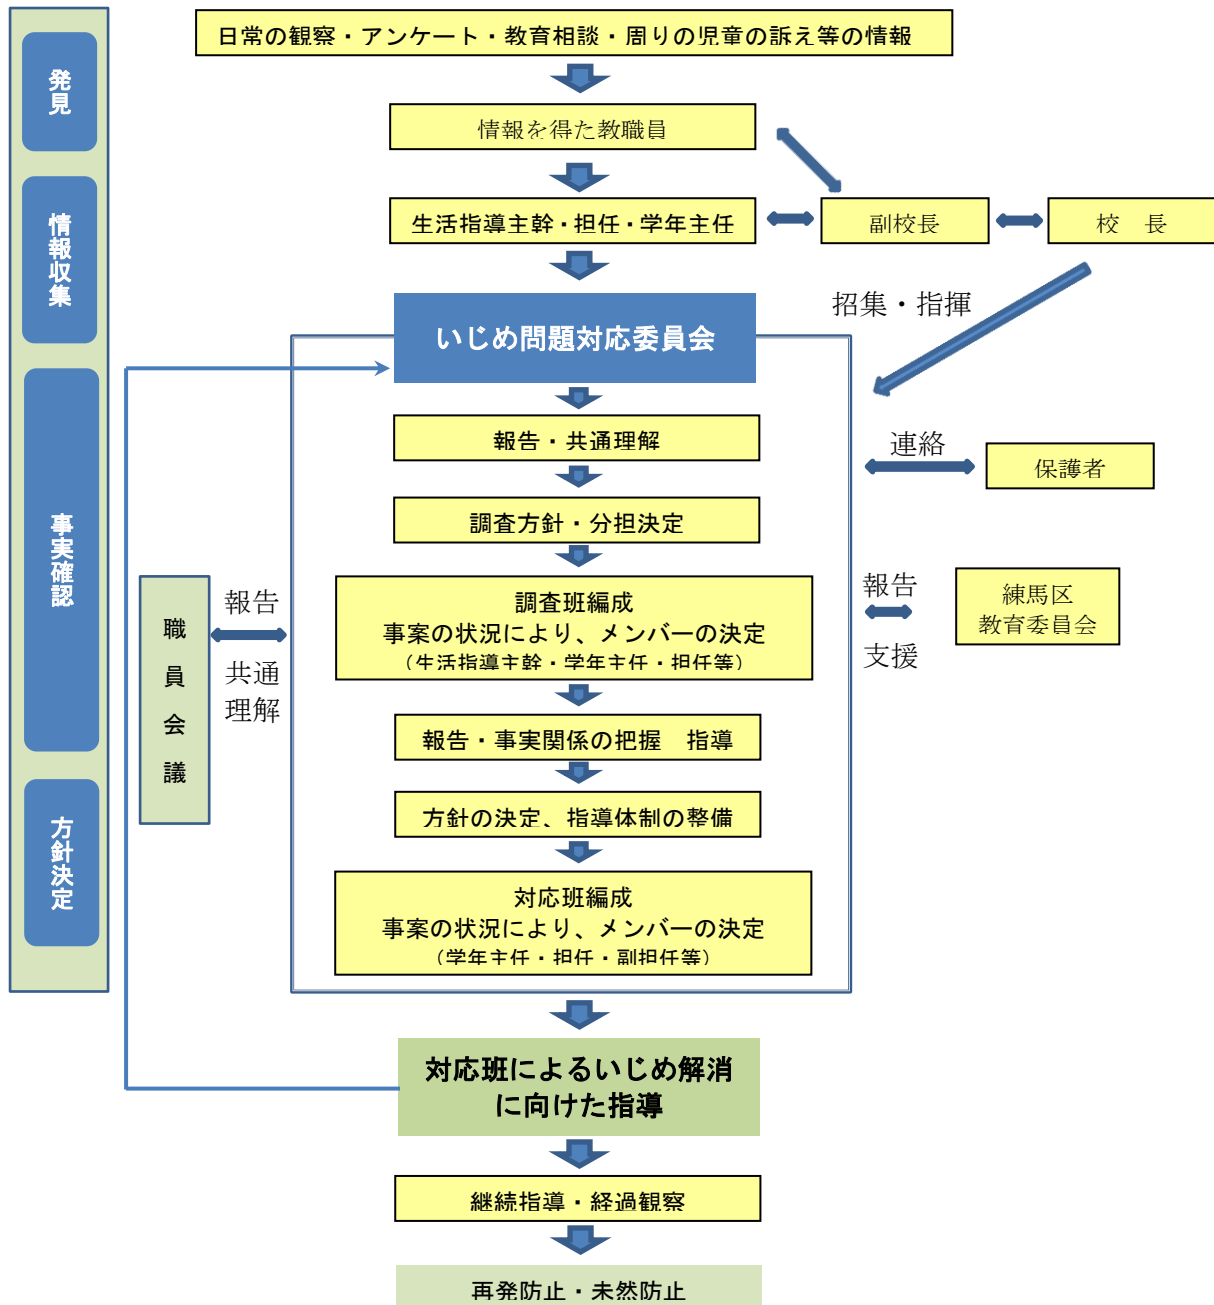 日常の観察・アンケート・教育相談・周りの児童の訴え等の情報
発見
情報を得た教職員
情報収集
生活指導主幹・担任・学年主任
副校長
校　長
招集・指揮
いじめ問題対応委員会
事実確認
報告・共通理解
連絡
保護者
調査方針・分担決定
職員会議
報告
共通
理解
調査班編成
事案の状況により、メンバーの決定
（生活指導主幹・学年主任・担任等）
報告
支援
練馬区
教育委員会
報告・事実関係の把握　指導
方針決定
方針の決定、指導体制の整備
対応班編成
事案の状況により、メンバーの決定
（学年主任・担任・副担任等）
対応班によるいじめ解消
に向けた指導
継続指導・経過観察
再発防止・未然防止